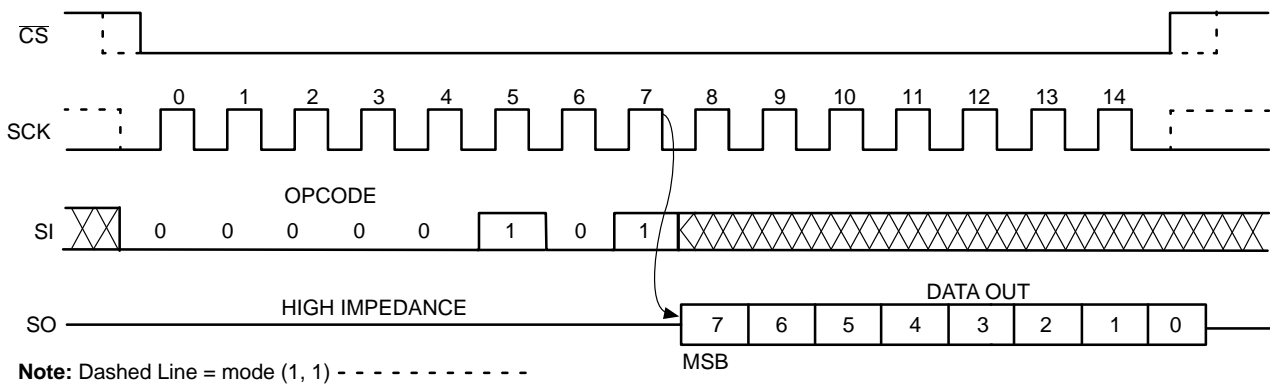 CS
0 1 2 3 4 5 6 7 8 9 10 11 12 13 14
SCK
OPCODE
SI 0 0 0 0 0 1 0 1
HIGH IMPEDANCE DATA OUT
SO 7 6 5 4 3 2 1 0
MSB
Note: Dashed Line = mode (1, 1) - - - - - - - - - - -